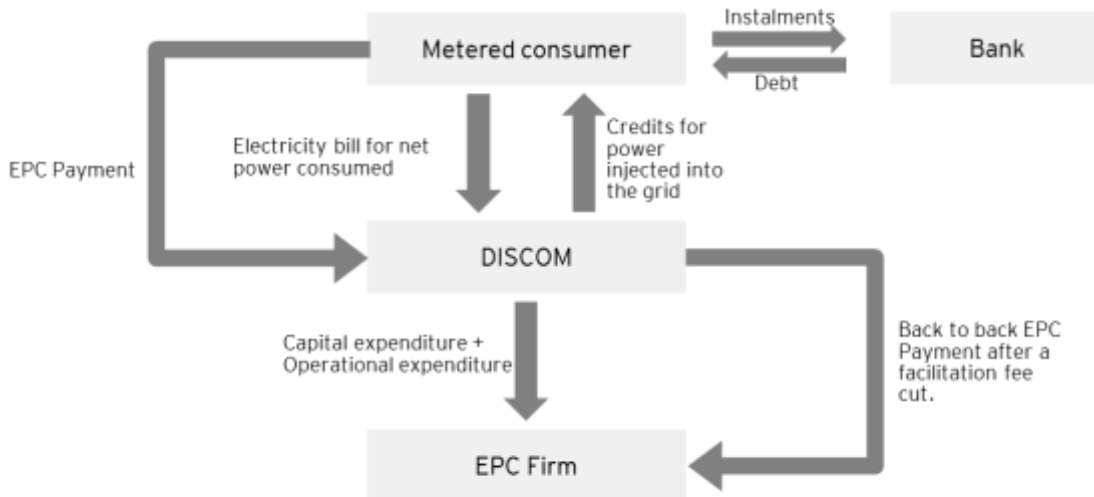 Instalments
Metered consumer
Bank
Debt
EPC Payment
Electricity bill for net
power consumed
Credits for
power
injected into
the grid
DISCOM
Capital expenditure +
Operational expenditure
Back to back EPC
Payment after a
facilitation fee
cut.
EPC Firm